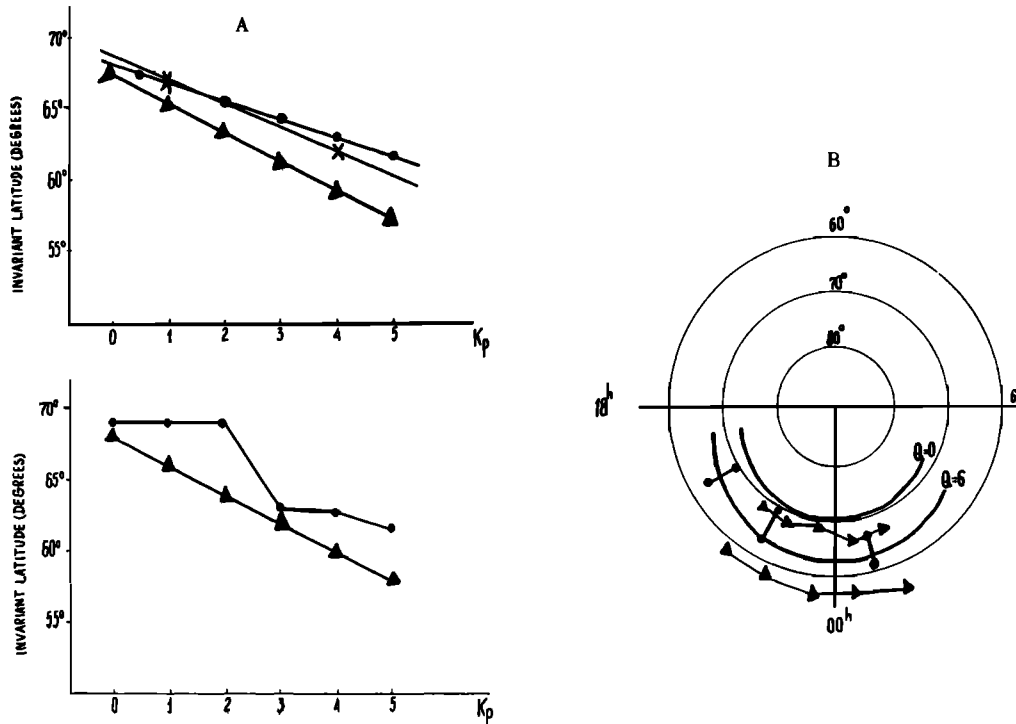 A
70°
65°
60°
55°
INVARIANT LATITUDE (DEGREES)
0 1 2 3 4 5 Kp
70°
65°
60°
55°
INVARIANT LATITUDE (DEGREES)
0 1 2 3 4 5 Kp
B
60°
70°
80°
18h
6
Q=0
Q=6
00h